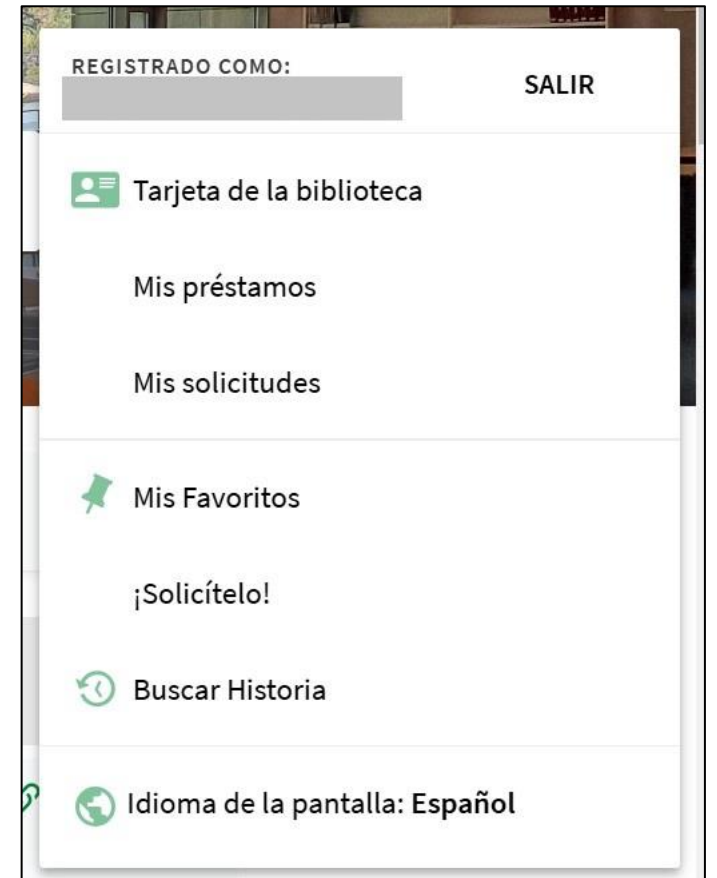 REGISTRADO COMO:
SALIR
Tarjeta de la biblioteca
Mis préstamos
Mis solicitudes
Mis Favoritos
¡Solicítelo!
Buscar Historia
Idioma de la pantalla: Español